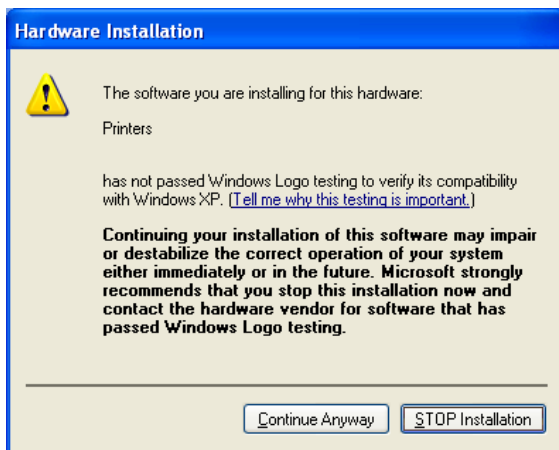 Hardware Installation
The software you are installing for this hardware:
Printers
has not passed Windows Logo testing to verify its compatibility
with Windows XP. (Tell me why this testing is important.)
Continuing your installation of this software may impair
or destabilize the correct operation of your system
either immediately or in the future. Microsoft strongly
recommends that you stop this installation now and
contact the hardware vendor for software that has
passed Windows Logo testing.
Continue Anyway STOP Installation